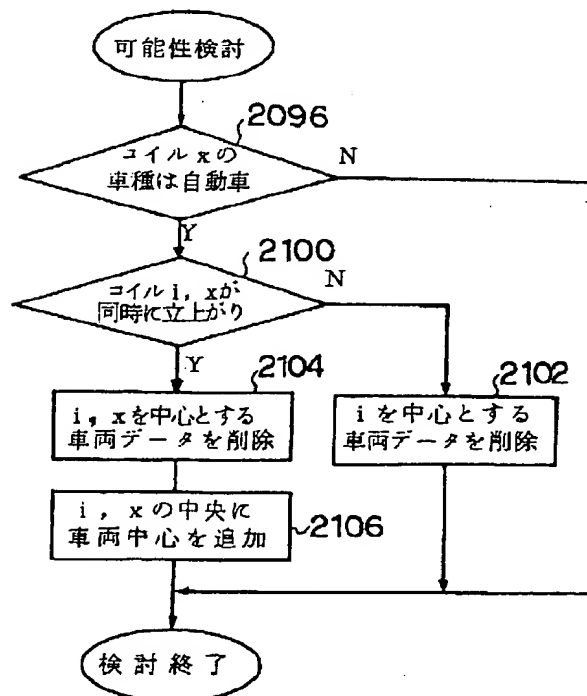 可能性検討
2096
コイルxの
車種は自動車
N
Y
2100
コイルi,xが
同時に立上がり
N
Y
2104
i,xを中心とする
車両データを削除
2102
iを中心とする
車両データを削除
i,xの中央に
車両中心を追加
2106
検討終了